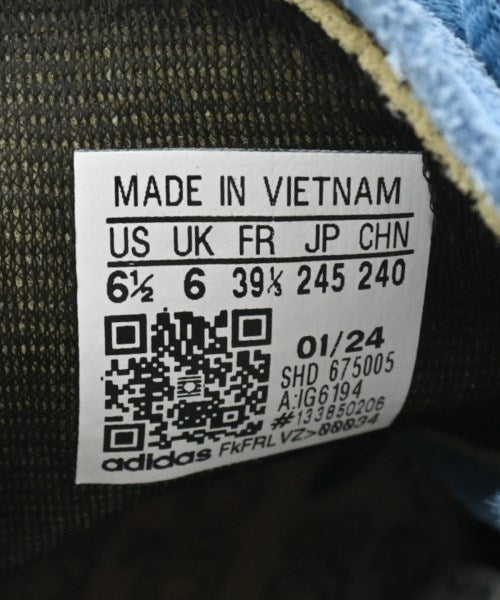 MADE IN VIETNAM
US UK FR JP CHN
6½ 6 39⅓ 245 240
01/24
SHD 675005
A:IG6194
#133850206
adidas FkFRLVZ>00034